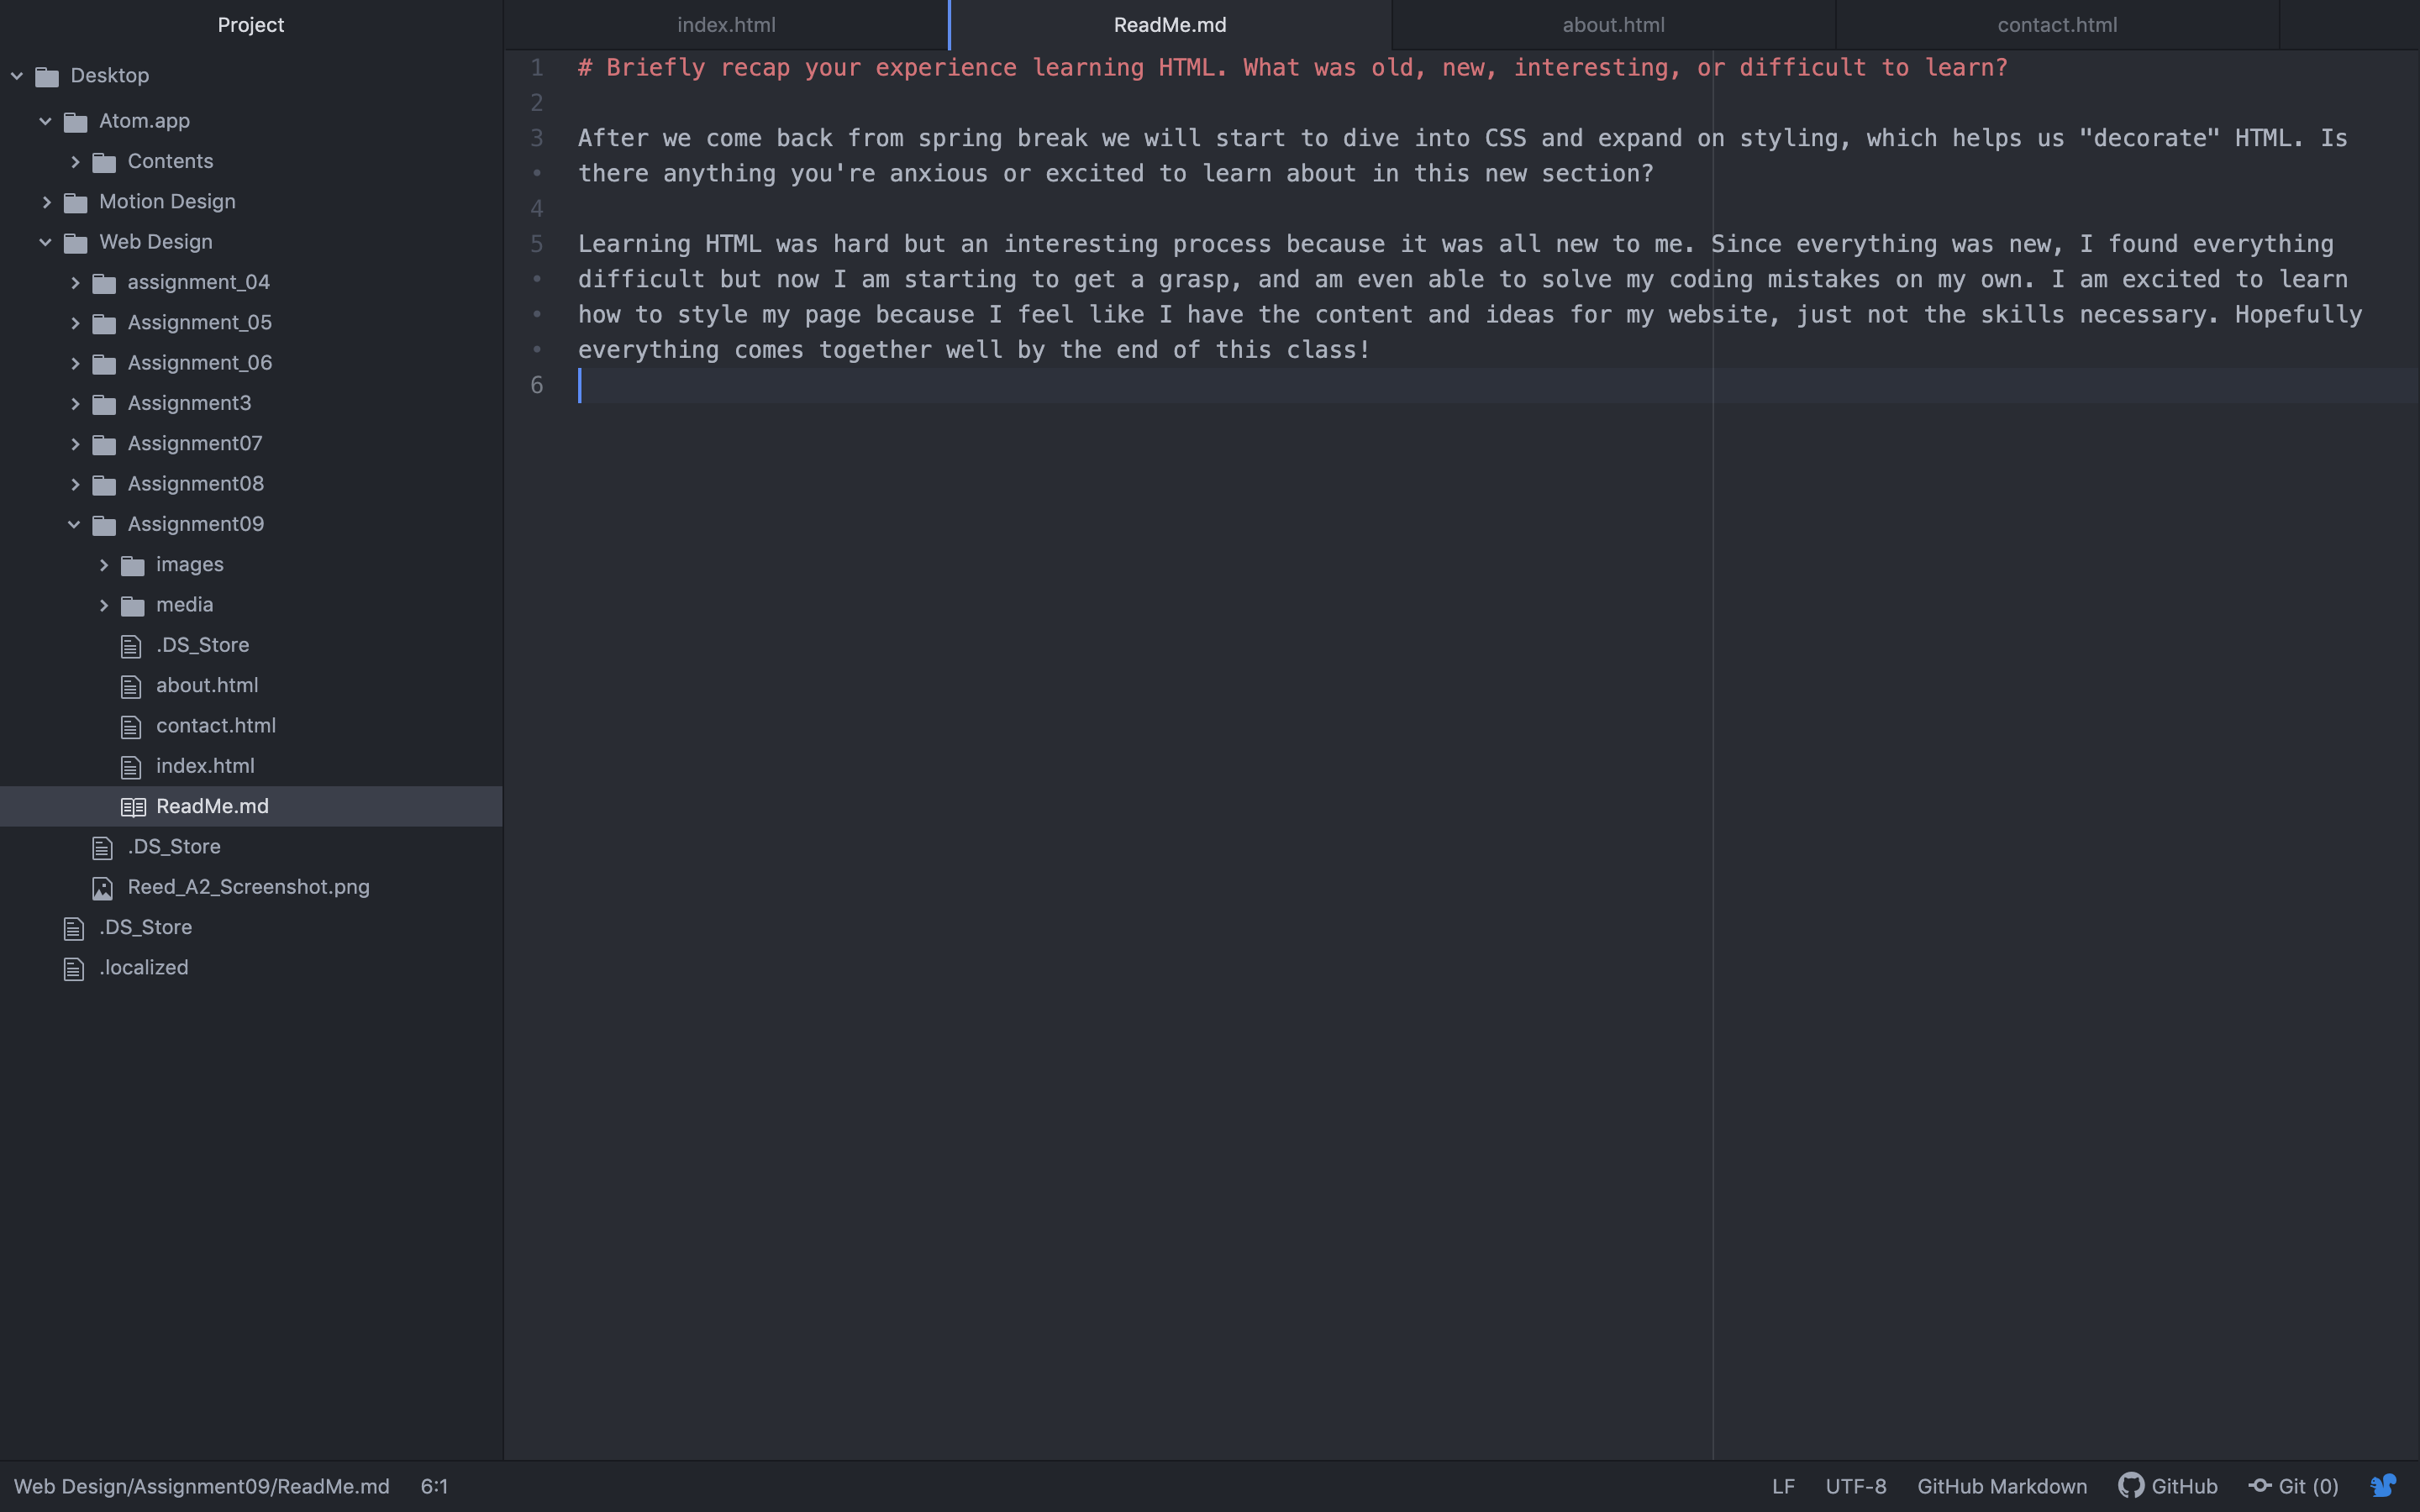 Project
Desktop
Atom.app
Contents
Motion Design
Web Design
assignment_04
Assignment_05
Assignment_06
Assignment3
Assignment07
Assignment08
Assignment09
images
media
.DS_Store
about.html
contact.html
index.html
ReadMe.md
.DS_Store
Reed_A2_Screenshot.png
.DS_Store
.localized
index.html
ReadMe.md
about.html
contact.html
1 # Briefly recap your experience learning HTML. What was old, new, interesting, or difficult to learn?
2
3 After we come back from spring break we will start to dive into CSS and expand on styling, which helps us "decorate" HTML. Is
• there anything you're anxious or excited to learn about in this new section?
4
5 Learning HTML was hard but an interesting process because it was all new to me. Since everything was new, I found everything
• difficult but now I am starting to get a grasp, and am even able to solve my coding mistakes on my own. I am excited to learn
• how to style my page because I feel like I have the content and ideas for my website, just not the skills necessary. Hopefully
• everything comes together well by the end of this class!
6
Web Design/Assignment09/ReadMe.md 6:1
LF UTF-8 GitHub Markdown GitHub Git (0)